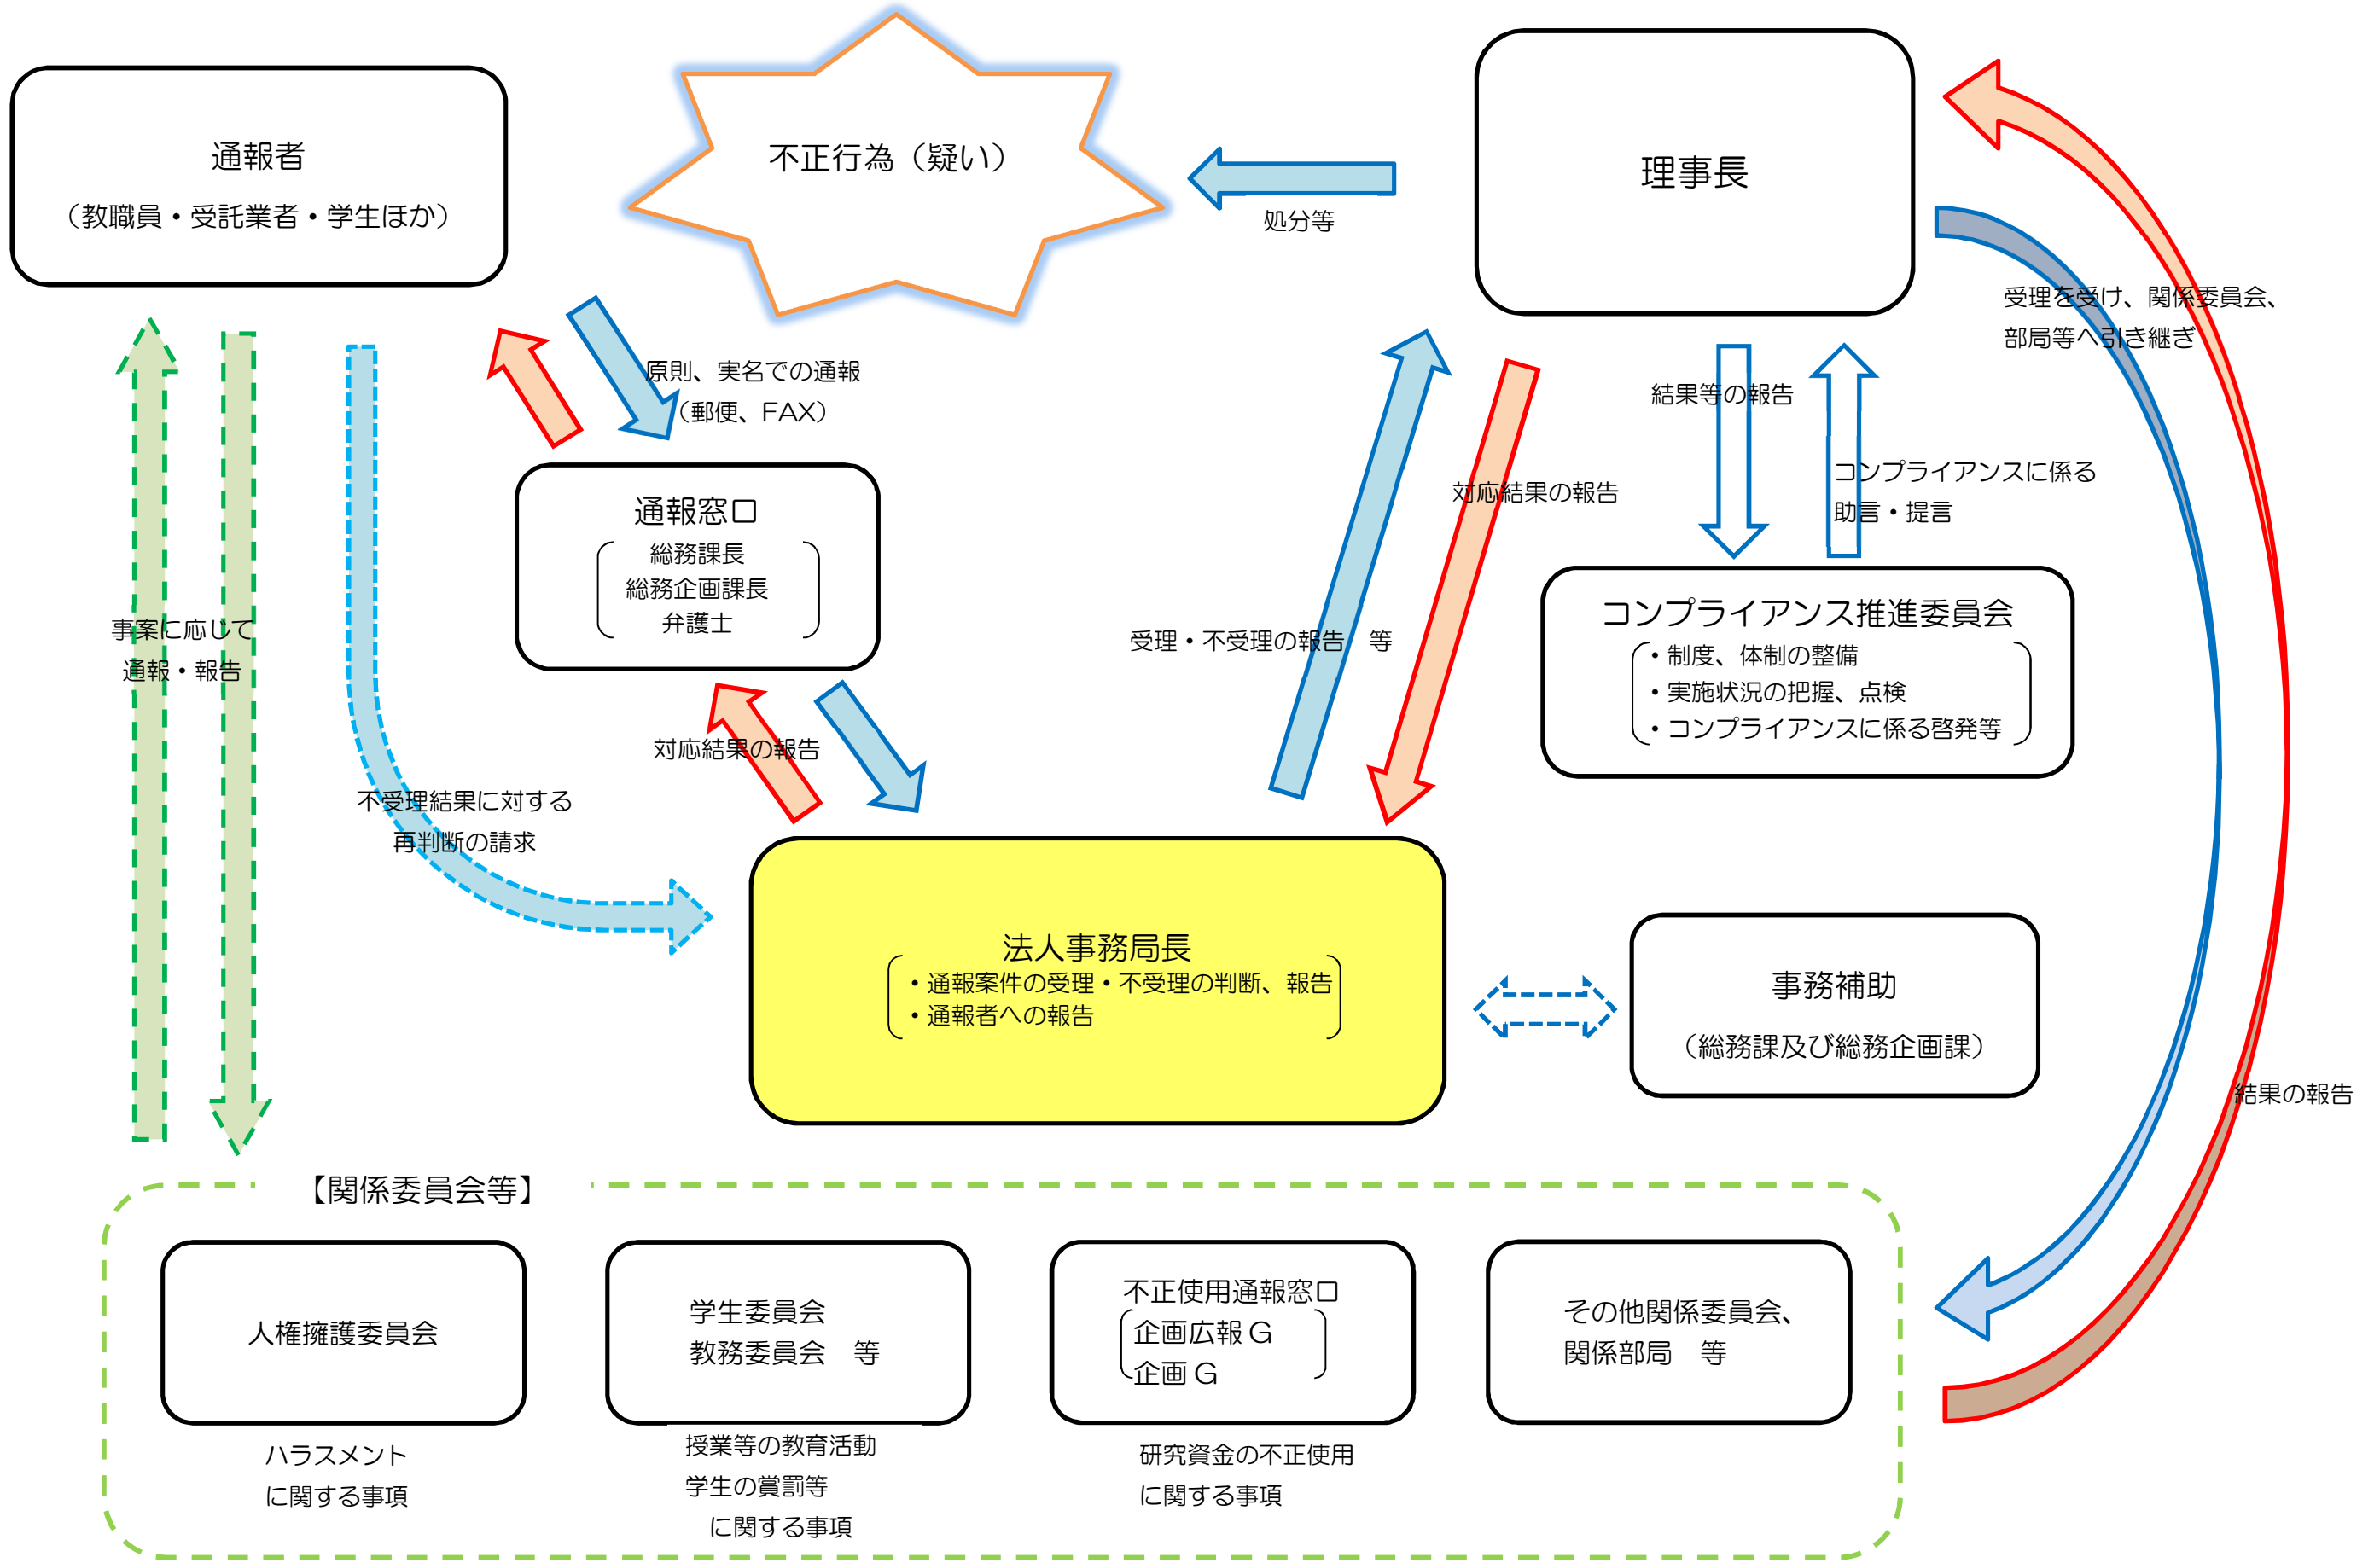 通報者
（教職員・受託業者・学生ほか）
不正行為（疑い）
処分等
理事長
受理を受け、関係委員会、
部局等へ引き継ぎ
原則、実名での通報
（郵便、FAX）
結果等の報告
コンプライアンスに係る
助言・提言
対応結果の報告
通報窓口
総務課長
総務企画課長
弁護士
コンプライアンス推進委員会
・制度、体制の整備
・実施状況の把握、点検
・コンプライアンスに係る啓発等
事案に応じて
通報・報告
受理・不受理の報告　等
対応結果の報告
不受理結果に対する
再判断の請求
法人事務局長
・通報案件の受理・不受理の判断、報告
・通報者への報告
事務補助
（総務課及び総務企画課）
結果の報告
【関係委員会等】
人権擁護委員会
学生委員会
教務委員会　等
不正使用通報窓口
企画広報Ｇ
企画Ｇ
その他関係委員会、
関係部局　等
ハラスメント
に関する事項
授業等の教育活動
学生の賞罰等
に関する事項
研究資金の不正使用
に関する事項